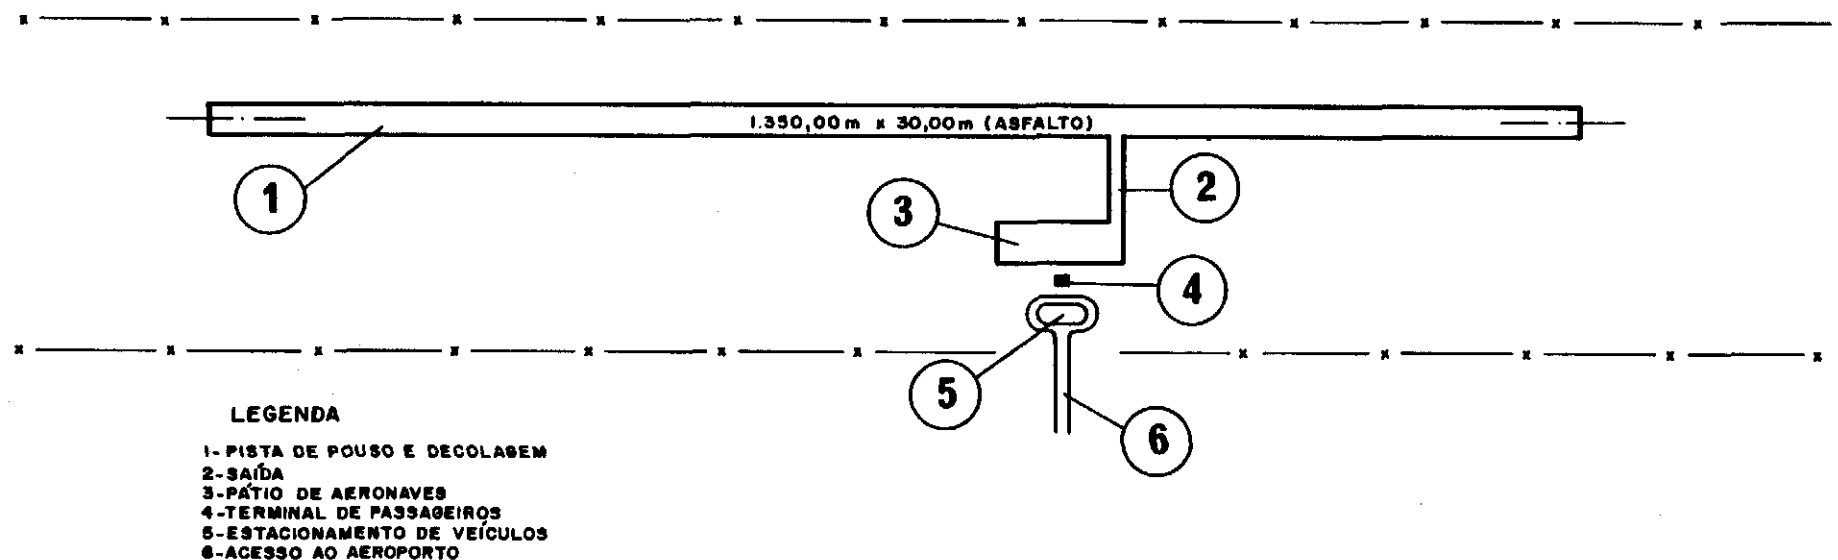 1.350,00m x 30,00m (ASFALTO)
1
2
3
4
5
6
LEGENDA
1-PISTA DE POUSO E DECOLAGEM
2-SAÍDA
3-PÁTIO DE AERONAVES
4-TERMINAL DE PASSAGEIROS
5-ESTACIONAMENTO DE VEÍCULOS
6-ACESSO AO AEROPORTO